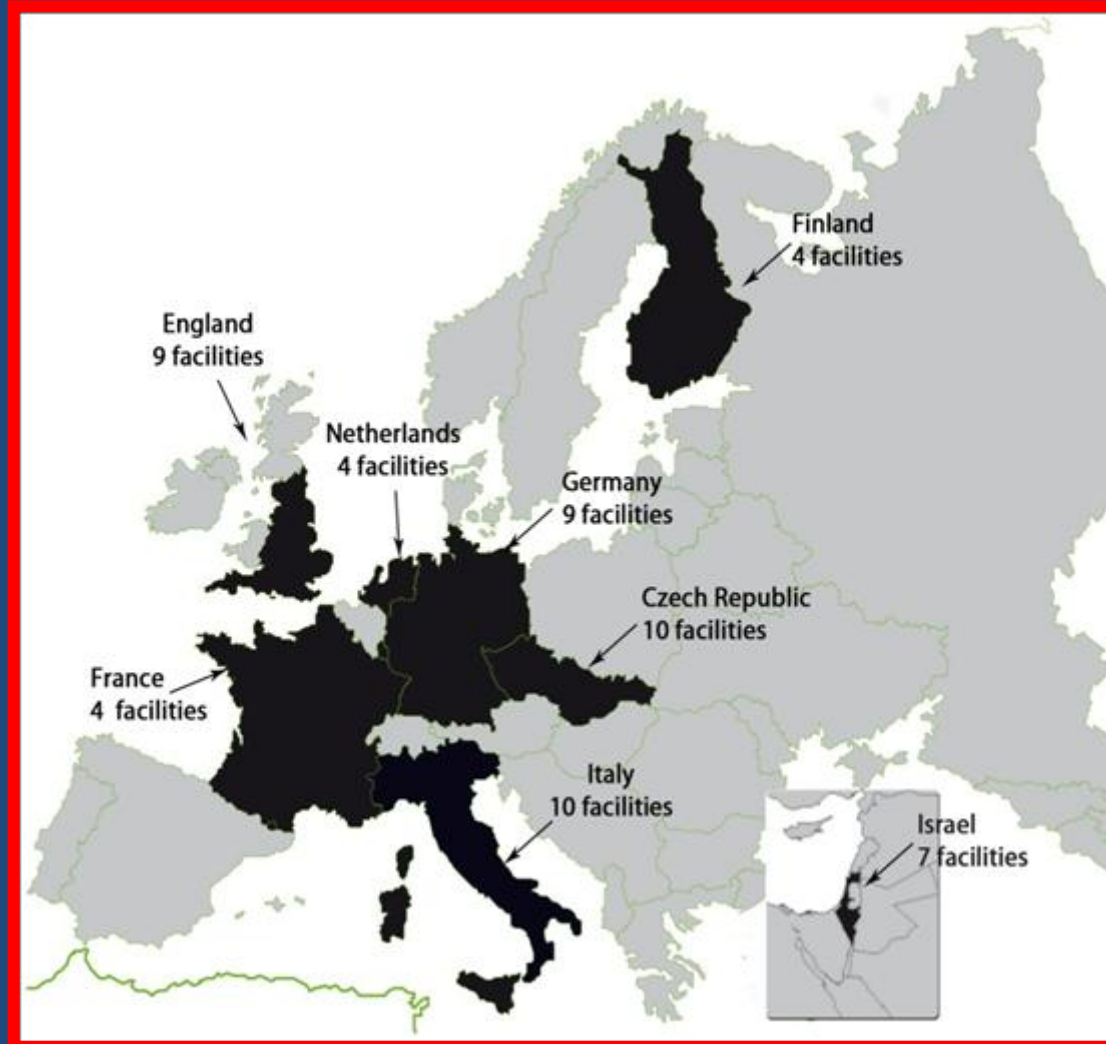 Finland
4 facilities
England
9 facilities
Netherlands
4 facilities
Germany
9 facilities
Czech Republic
10 facilities
France
4 facilities
Italy
10 facilities
Israel
7 facilities